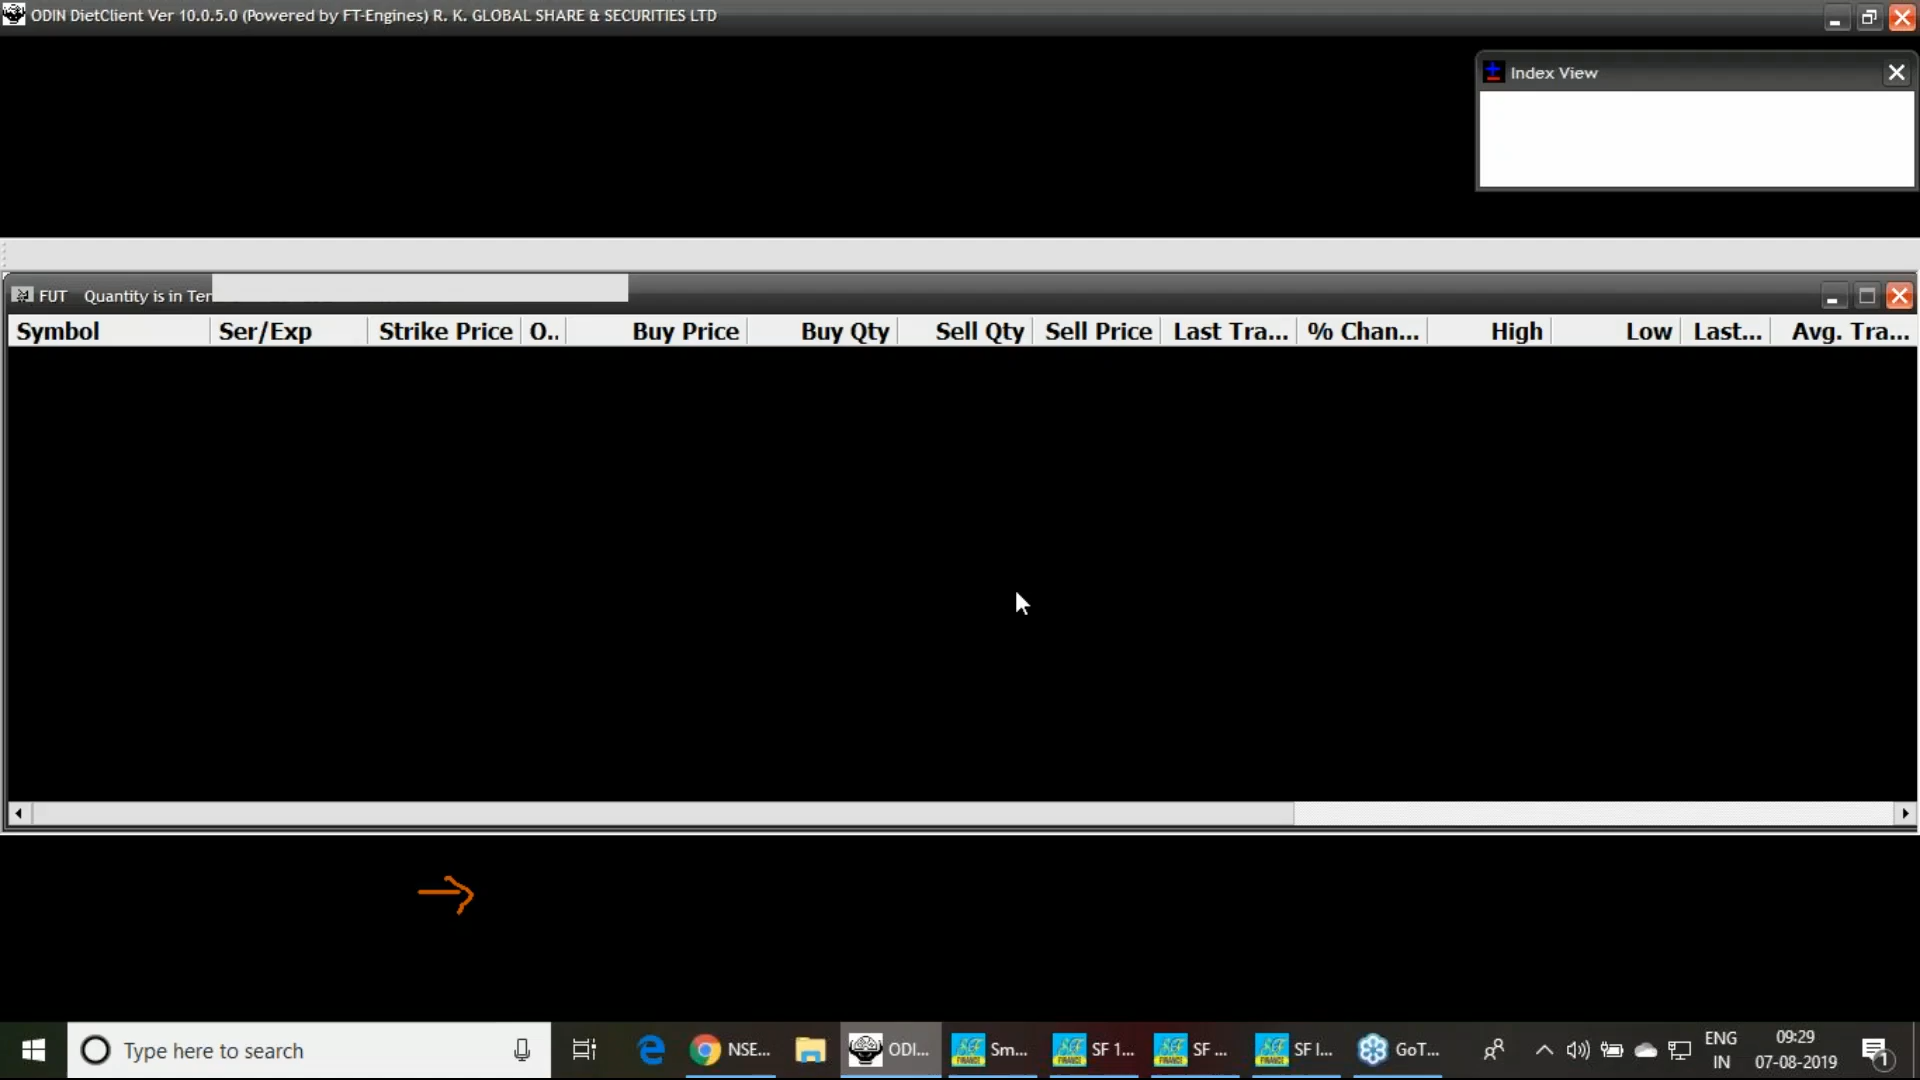 ODIN DietClient Ver 10.0.5.0 (Powered by FT-Engines) R. K. GLOBAL SHARE & SECURITIES LTD
Index View
FUT Quantity is in Ter
Symbol Ser/Exp Strike Price O.. Buy Price Buy Qty Sell Qty Sell Price Last Tra... % Chan... High Low Last... Avg. Tra...
Type here to search
NSE...
ODI...
Sm...
SF 1...
SF ...
SF I...
GoT...
ENG
IN
09:29
07-08-2019
1